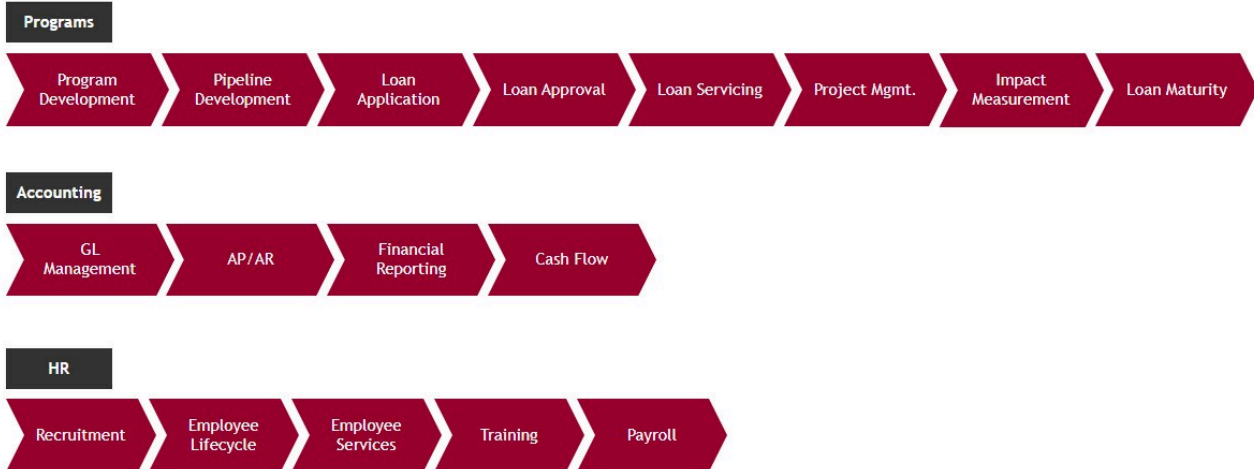 Programs
Program
Development
Pipeline
Development
Loan
Application
Loan Approval
Loan Servicing
Project Mgmt.
Impact
Measurement
Loan Maturity
Accounting
GL
Management
AP/AR
Financial
Reporting
Cash Flow
HR
Recruitment
Employee
Lifecycle
Employee
Services
Training
Payroll